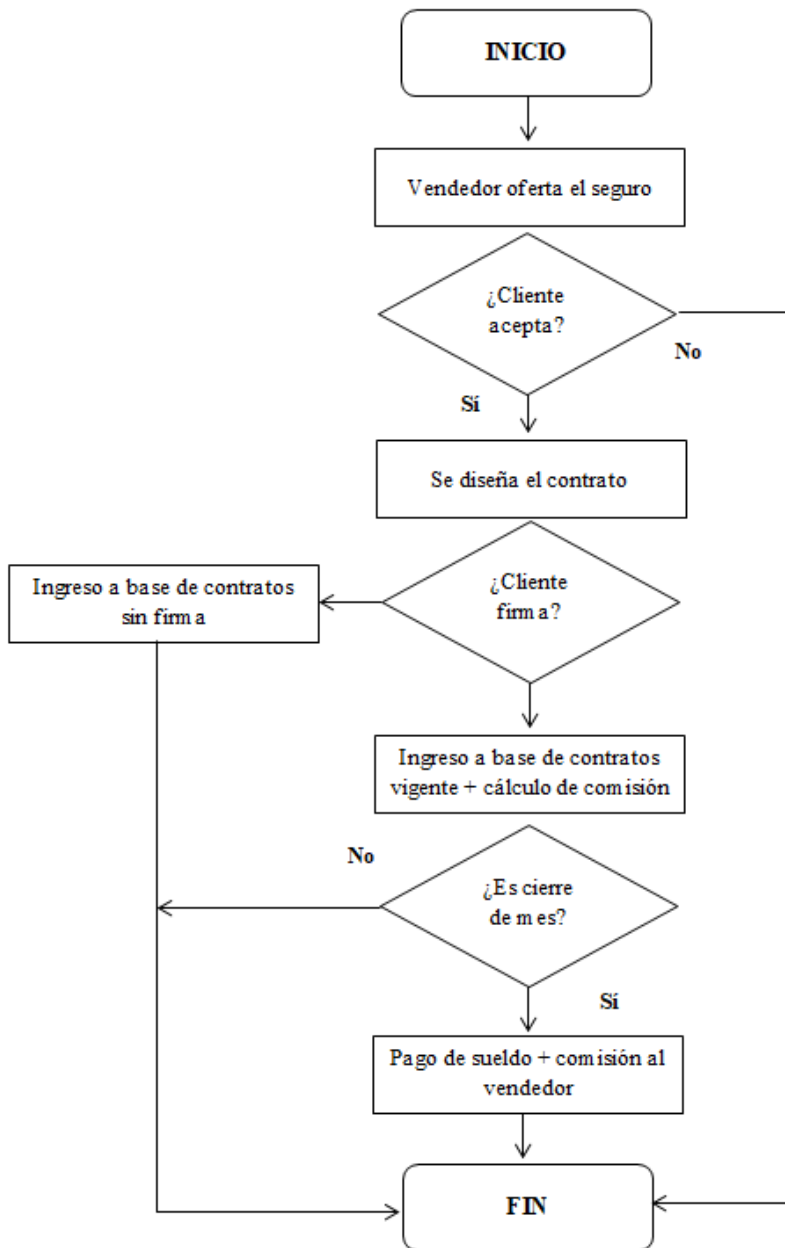 INICIO
Vendedor oferta el seguro
¿Cliente
acepta?
No
Sí
Se diseña el contrato
¿Cliente
firma?
Ingreso a base de contratos
sin firma
Ingreso a base de contratos
vigente + cálculo de comisión
No
¿Es cierre
de mes?
Sí
Pago de sueldo + comisión al
vendedor
FIN